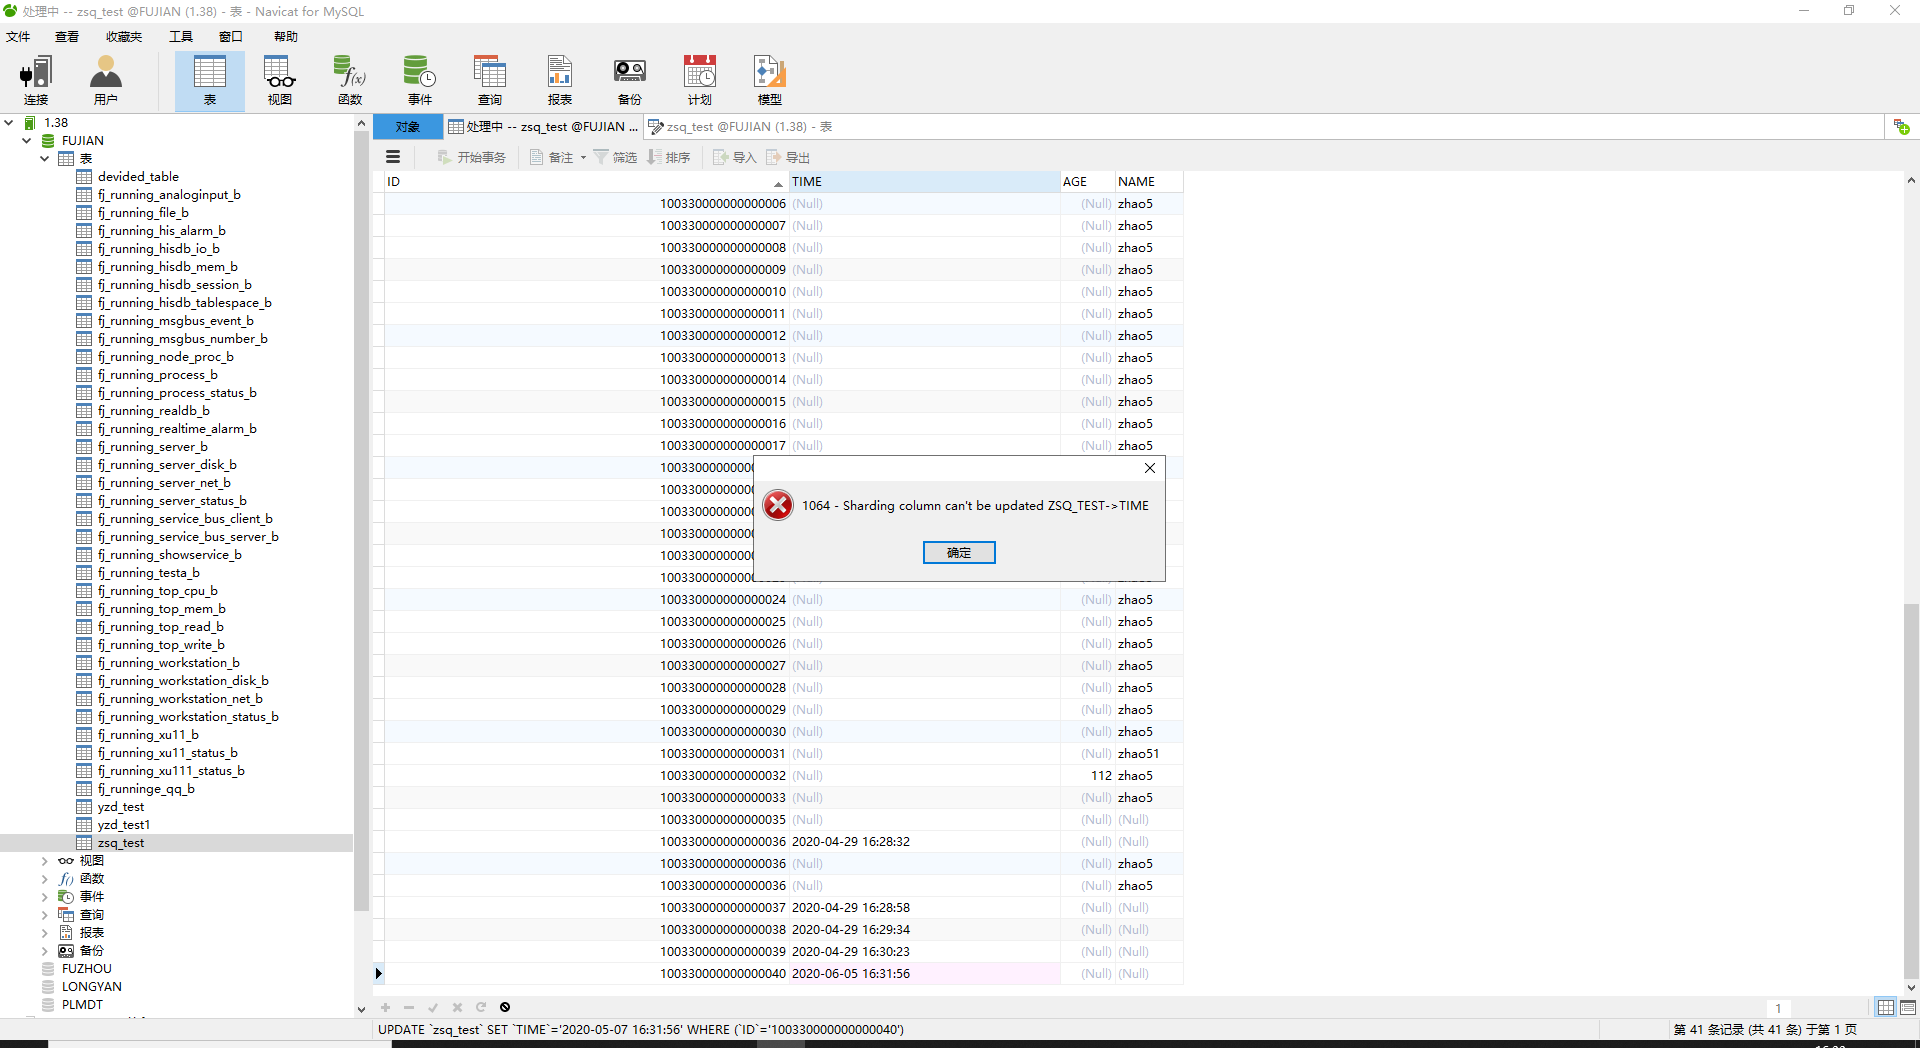 处理中 -- zsq_test @FUJIAN (1.38) - 表 - Navicat for MySQL
文件 查看 收藏夹 工具 窗口 帮助
连接 用户 表 视图 函数 事件 查询 报表 备份 计划 模型
1.38
FUJIAN
表
devided_table
fj_running_analoginput_b
fj_running_file_b
fj_running_his_alarm_b
fj_running_hisdb_io_b
fj_running_hisdb_mem_b
fj_running_hisdb_session_b
fj_running_hisdb_tablespace_b
fj_running_msgbus_event_b
fj_running_msgbus_number_b
fj_running_node_proc_b
fj_running_process_b
fj_running_process_status_b
fj_running_realdb_b
fj_running_realtime_alarm_b
fj_running_server_b
fj_running_server_disk_b
fj_running_server_net_b
fj_running_server_status_b
fj_running_service_bus_client_b
fj_running_service_bus_server_b
fj_running_showservice_b
fj_running_testa_b
fj_running_top_cpu_b
fj_running_top_mem_b
fj_running_top_read_b
fj_running_top_write_b
fj_running_workstation_b
fj_running_workstation_disk_b
fj_running_workstation_net_b
fj_running_workstation_status_b
fj_running_xu11_b
fj_running_xu11_status_b
fj_running_xu111_status_b
fj_runninge_qq_b
yzd_test
yzd_test1
zsq_test
视图
函数
事件
查询
报表
备份
FUZHOU
LONGYAN
PLMDT
对象 处理中 -- zsq_test @FUJIAN ... zsq_test @FUJIAN (1.38) - 表
开始事务 备注 筛选 排序 导入 导出
ID TIME AGE NAME
100330000000000006 (Null) (Null) zhao5
100330000000000007 (Null) (Null) zhao5
100330000000000008 (Null) (Null) zhao5
100330000000000009 (Null) (Null) zhao5
100330000000000010 (Null) (Null) zhao5
100330000000000011 (Null) (Null) zhao5
100330000000000012 (Null) (Null) zhao5
100330000000000013 (Null) (Null) zhao5
100330000000000014 (Null) (Null) zhao5
100330000000000015 (Null) (Null) zhao5
100330000000000016 (Null) (Null) zhao5
100330000000000017 (Null) (Null) zhao5
1064 - Sharding column can't be updated ZSQ_TEST->TIME
确定
100330000000000024 (Null) (Null) zhao5
100330000000000025 (Null) (Null) zhao5
100330000000000026 (Null) (Null) zhao5
100330000000000027 (Null) (Null) zhao5
100330000000000028 (Null) (Null) zhao5
100330000000000029 (Null) (Null) zhao5
100330000000000030 (Null) (Null) zhao5
100330000000000031 (Null) (Null) zhao51
100330000000000032 (Null) 112 zhao5
100330000000000033 (Null) (Null) zhao5
100330000000000035 (Null) (Null) (Null)
100330000000000036 2020-04-29 16:28:32 (Null) (Null)
100330000000000036 (Null) (Null) zhao5
100330000000000036 (Null) (Null) zhao5
100330000000000037 2020-04-29 16:28:58 (Null) (Null)
100330000000000038 2020-04-29 16:29:34 (Null) (Null)
100330000000000039 2020-04-29 16:30:23 (Null) (Null)
100330000000000040 2020-06-05 16:31:56 (Null) (Null)
1
UPDATE `zsq_test` SET `TIME`='2020-05-07 16:31:56' WHERE (`ID`='100330000000000040')
第 41 条记录 (共 41 条) 于第 1 页